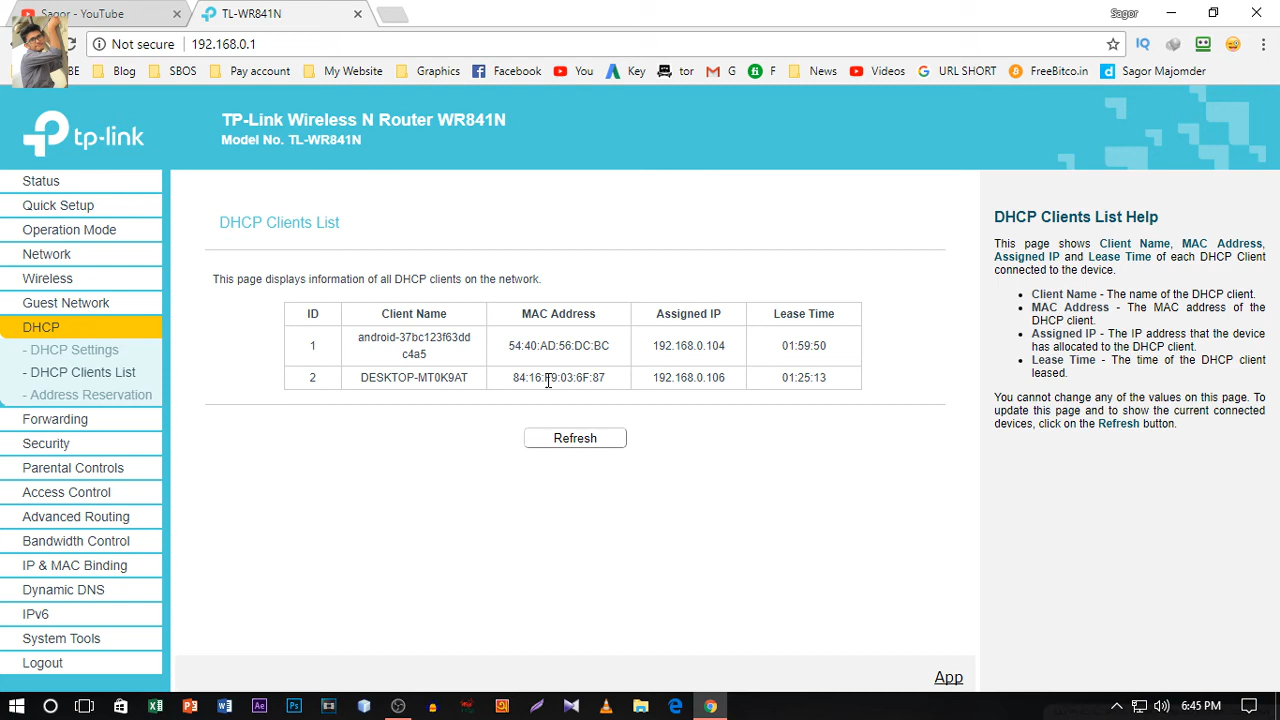 Sagor - YouTube
TL-WR841N
Sagor
Not secure
192.168.0.1
BE
Blog
SBOS
Pay account
My Website
Graphics
Facebook
You
Key
tor
G
F
News
Videos
URL SHORT
FreeBitco.in
Sagor Majomder
tp-link
TP-Link Wireless N Router WR841N
Model No. TL-WR841N
Status
Quick Setup
Operation Mode
Network
Wireless
Guest Network
DHCP
- DHCP Settings
- DHCP Clients List
- Address Reservation
Forwarding
Security
Parental Controls
Access Control
Advanced Routing
Bandwidth Control
IP & MAC Binding
Dynamic DNS
IPv6
System Tools
Logout
DHCP Clients List
This page displays information of all DHCP clients on the network.
ID Client Name MAC Address Assigned IP Lease Time
1 android-37bc123f63dd
c4a5 54:40:AD:56:DC:BC 192.168.0.104 01:59:50
2 DESKTOP-MT0K9AT 84:16:F9:03:6F:87 192.168.0.106 01:25:13
Refresh
App
DHCP Clients List Help
This page shows Client Name, MAC Address,
Assigned IP and Lease Time of each DHCP Client
connected to the device.
• Client Name - The name of the DHCP client.
• MAC Address - The MAC address of the
DHCP client.
• Assigned IP - The IP address that the device
has allocated to the DHCP client.
• Lease Time - The time of the DHCP client
leased.
You cannot change any of the values on this page. To
update this page and to show the current connected
devices, click on the Refresh button.
6:45 PM